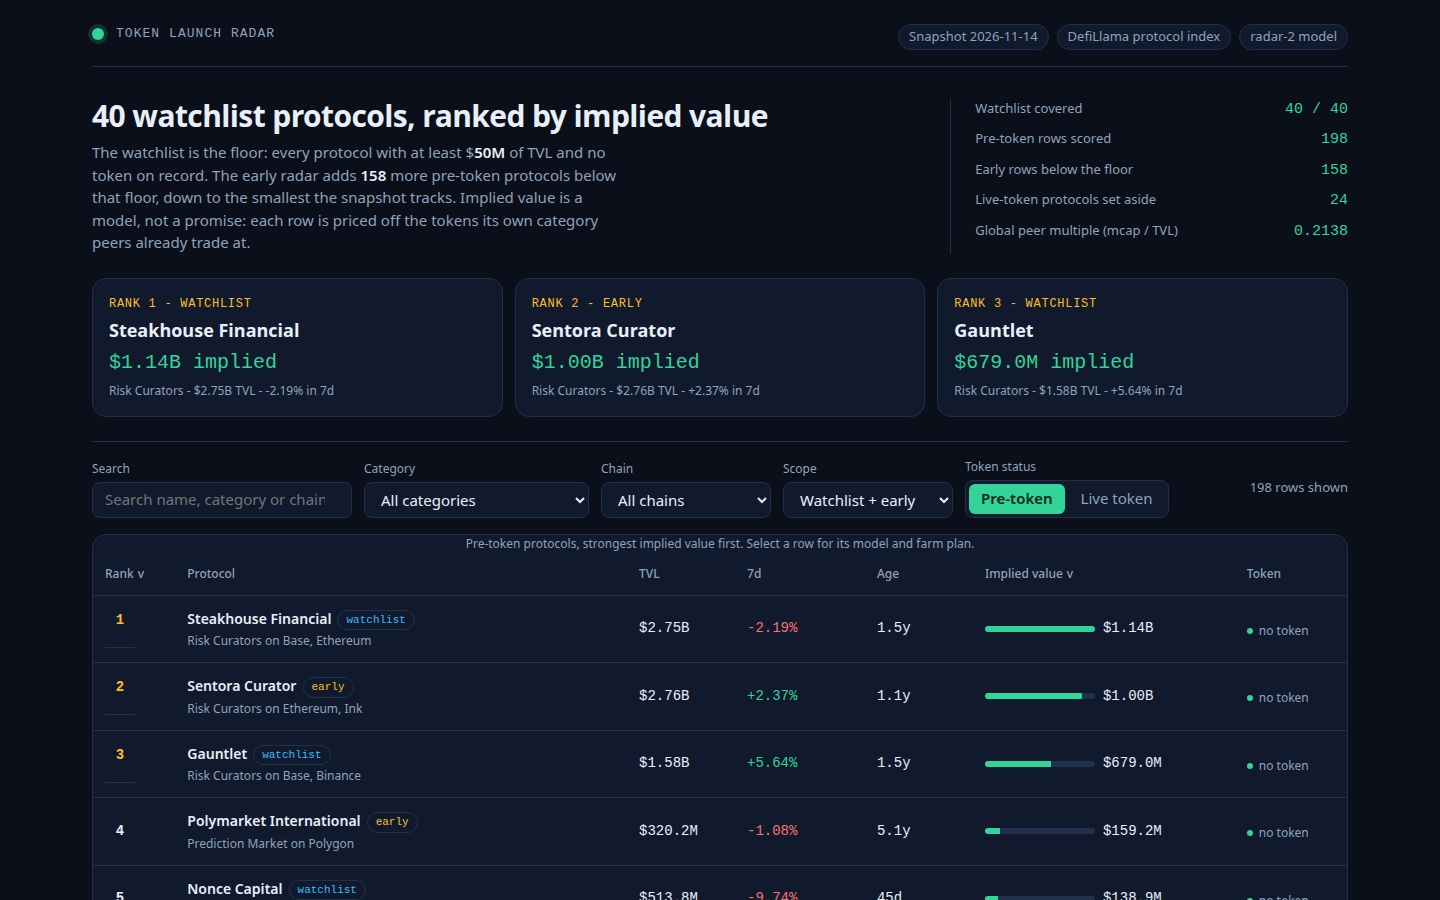 TOKEN LAUNCH RADAR
Snapshot 2026-11-14
DefiLlama protocol index
radar-2 model
40 watchlist protocols, ranked by implied value
The watchlist is the floor: every protocol with at least $50M of TVL and no
token on record. The early radar adds 158 more pre-token protocols below
that floor, down to the smallest the snapshot tracks. Implied value is a
model, not a promise: each row is priced off the tokens its own category
peers already trade at.
Watchlist covered 40 / 40
Pre-token rows scored 198
Early rows below the floor 158
Live-token protocols set aside 24
Global peer multiple (mcap / TVL) 0.2138
RANK 1 - WATCHLIST
Steakhouse Financial
$1.14B implied
Risk Curators - $2.75B TVL - -2.19% in 7d
RANK 2 - EARLY
Sentora Curator
$1.00B implied
Risk Curators - $2.76B TVL - +2.37% in 7d
RANK 3 - WATCHLIST
Gauntlet
$679.0M implied
Risk Curators - $1.58B TVL - +5.64% in 7d
Search
Search name, category or chain
Category
All categories
Chain
All chains
Scope
Watchlist + early
Token status
Pre-token Live token
198 rows shown
Pre-token protocols, strongest implied value first. Select a row for its model and farm plan.
Rank v Protocol TVL 7d Age Implied value v Token
1 Steakhouse Financial watchlist $2.75B -2.19% 1.5y $1.14B no token
Risk Curators on Base, Ethereum
2 Sentora Curator early $2.76B +2.37% 1.1y $1.00B no token
Risk Curators on Ethereum, Ink
3 Gauntlet watchlist $1.58B +5.64% 1.5y $679.0M no token
Risk Curators on Base, Binance
4 Polymarket International early $320.2M -1.08% 5.1y $159.2M no token
Prediction Market on Polygon
5 Nonce Capital watchlist $513.8M -9.74% 45d $138.9M no token